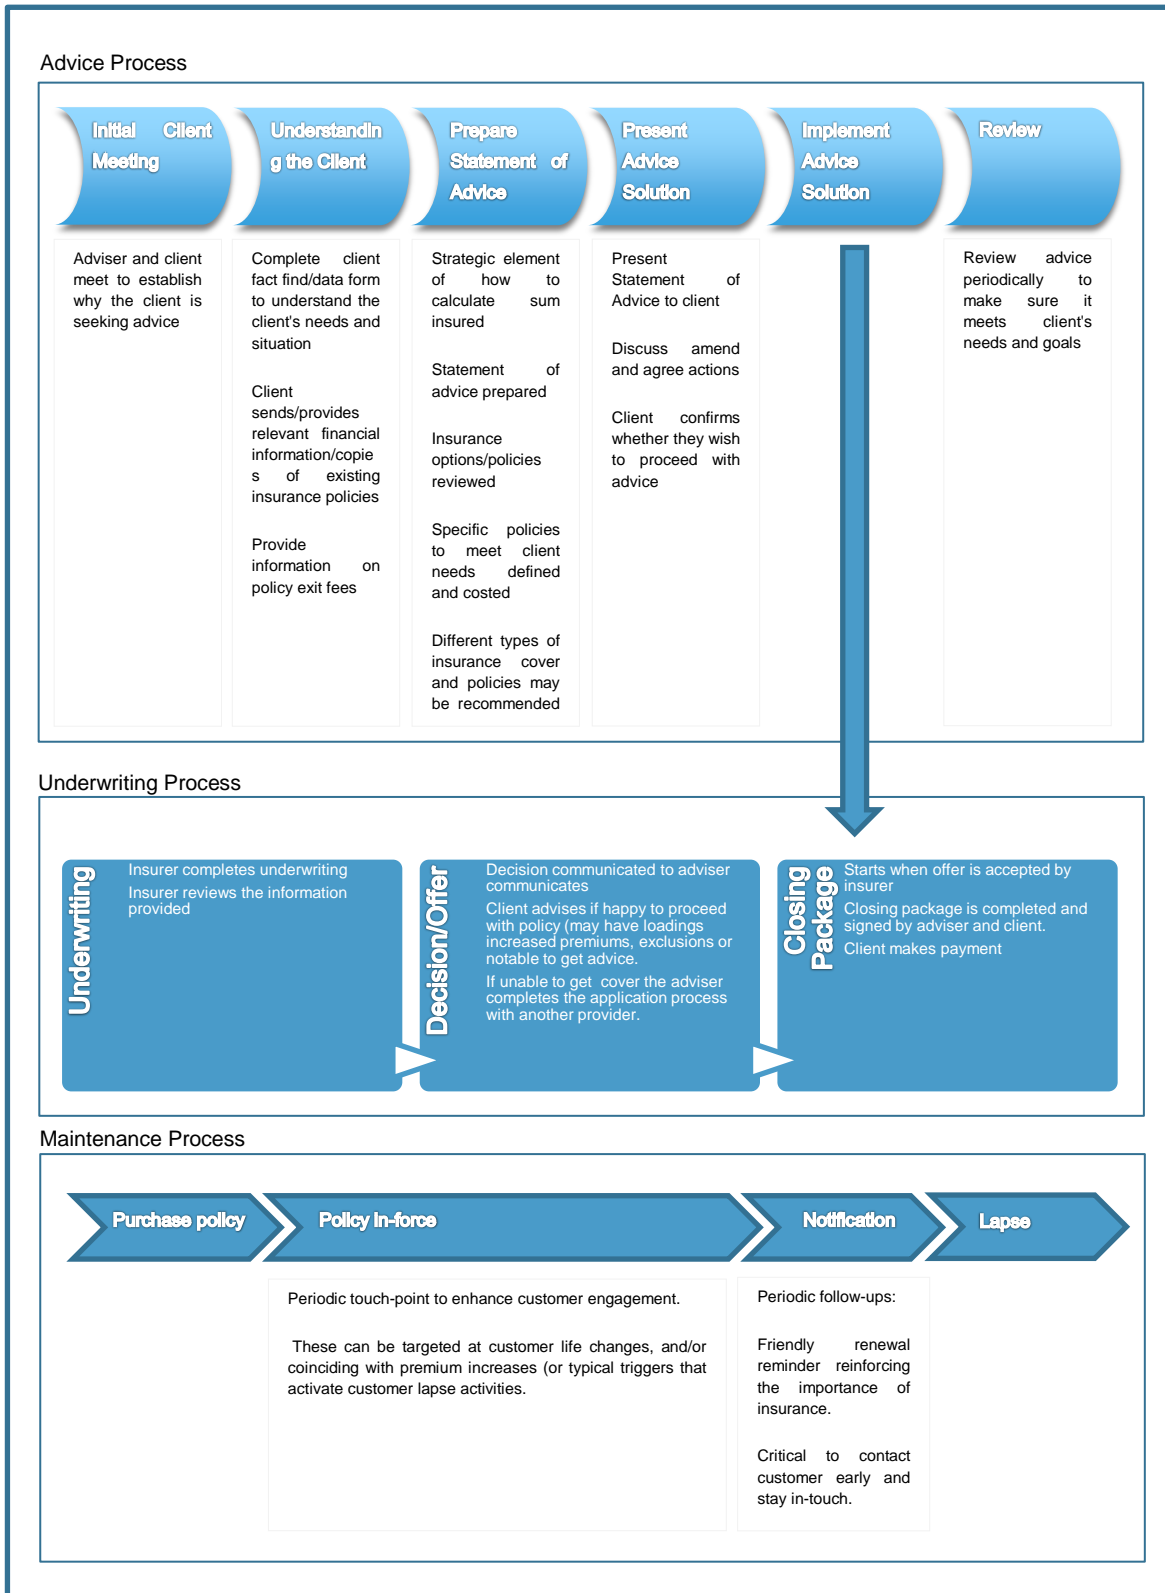 Advice Process
Initial Client
Meeting
Understandin
g the Client
Prepare
Statement of
Advice
Present
Advice
Solution
Implement
Advice
Solution
Review
Adviser and client
meet to establish
why the client is
seeking advice
Complete client
fact find/data form
to understand the
client's needs and
situation
Client
sends/provides
relevant financial
information/copie
s of existing
insurance policies
Provide
information on
policy exit fees
Strategic element
of how to
calculate sum
insured
Statement of
advice prepared
Insurance
options/policies
reviewed
Specific policies
to meet client
needs defined
and costed
Different types of
insurance cover
and policies may
be recommended
Present
Statement of
Advice to client
Discuss amend
and agree actions
Client confirms
whether they wish
to proceed with
advice
Review advice
periodically to
make sure it
meets client's
needs and goals
Underwriting Process
Underwriting
Insurer completes underwriting
Insurer reviews the information
provided
Decision/Offer
Decision communicated to adviser
communicates
Client advises if happy to proceed
with policy (may have loadings
increased premiums, exclusions or
notable to get advice.
If unable to get  cover the adviser
completes the application process
with another provider.
Closing
Package
Starts when offer is accepted by
insurer
Closing package is completed and
signed by adviser and client.
Client makes payment
Maintenance Process
Purchase policy
Policy in-force
Notification
Lapse
Periodic touch-point to enhance customer engagement.
These can be targeted at customer life changes, and/or
coinciding with premium increases (or typical triggers that
activate customer lapse activities.
Periodic follow-ups:
Friendly renewal
reminder reinforcing
the importance of
insurance.
Critical to contact
customer early and
stay in-touch.